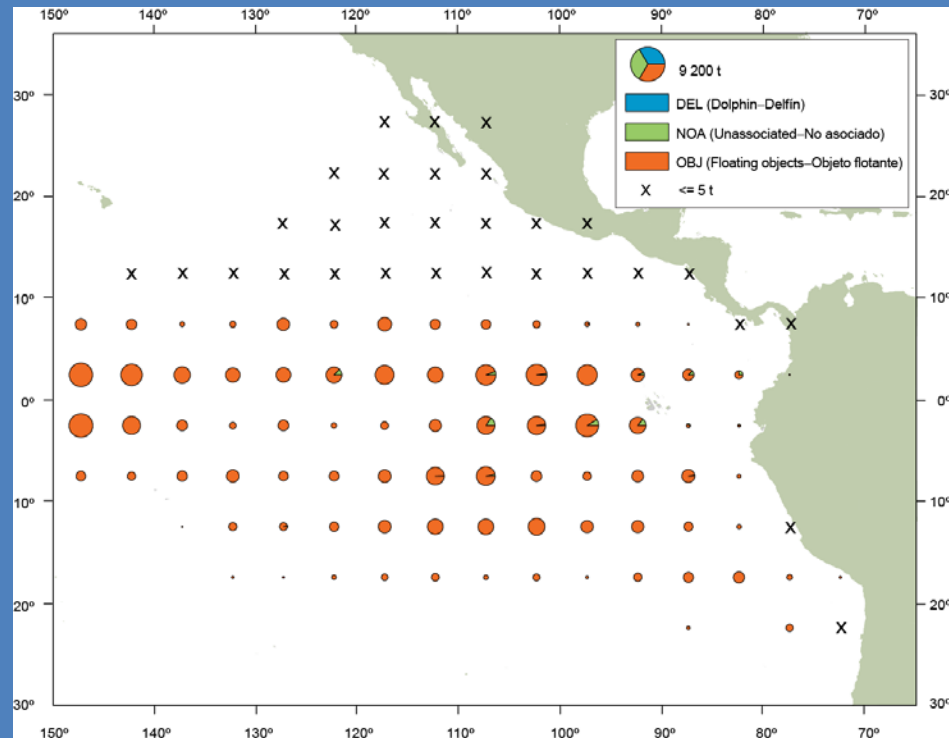 150º 140º 130º 120º 110º 100º 90º 80º 70º
9 200 t
DEL (Dolphin–Delfín)
NOA (Unassociated–No asociado)
OBJ (Floating objects–Objeto flotante)
X <= 5 t
30º 30º
X X X
X X X X
20º 20º
X X X X X X X
X X X X X X X X X X X X
10º 10º
X X
0º 0º
10º 10º
X
20º 20º
X
30º 30º
150º 140º 130º 120º 110º 100º 90º 80º 70º